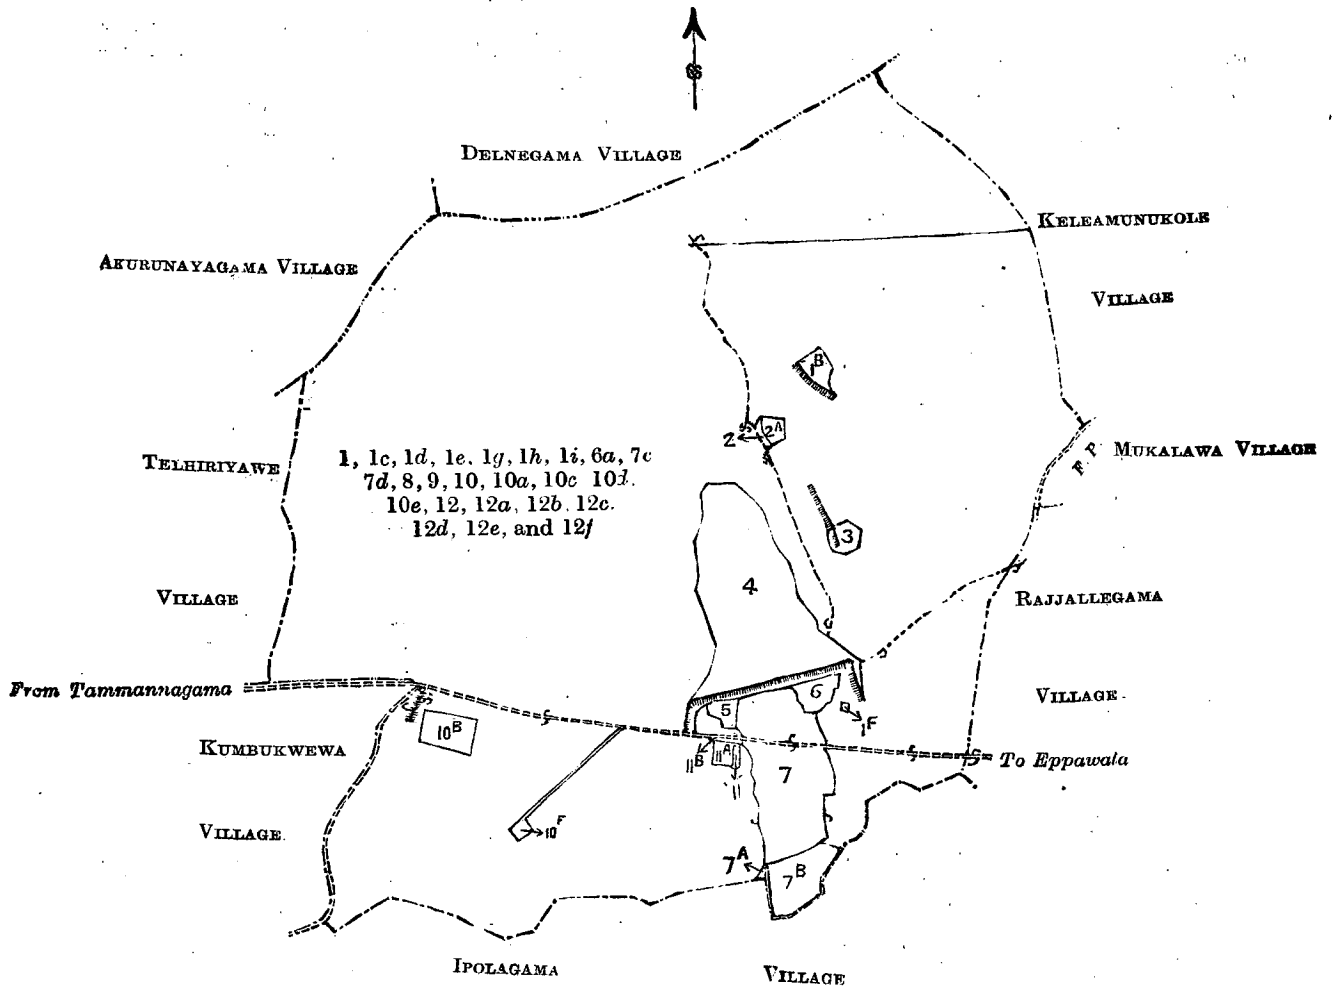 DELNEGAMA VILLAGE
KELEAMUNUKOLE
VILLAGE
AKURUNAYAGAMA VILLAGE
1B
2
2A
MUKALAWA VILLAGE
F. P.
TELHIRIYAWE
VILLAGE
1, 1c, 1d, 1e. 1g, 1h, 1i, 6a, 7c
7d, 8, 9, 10, 10a, 10c 10d.
10e, 12, 12a, 12b. 12c.
12d, 12e, and 12f
3
4
RAJJALLEGAMA
VILLAGE
From Tammannagama
5
6
1F
10B
KUMBUKWEWA
VILLAGE
11B
11A
7
To Eppawala
10F
7A
7B
IPOLAGAMA VILLAGE